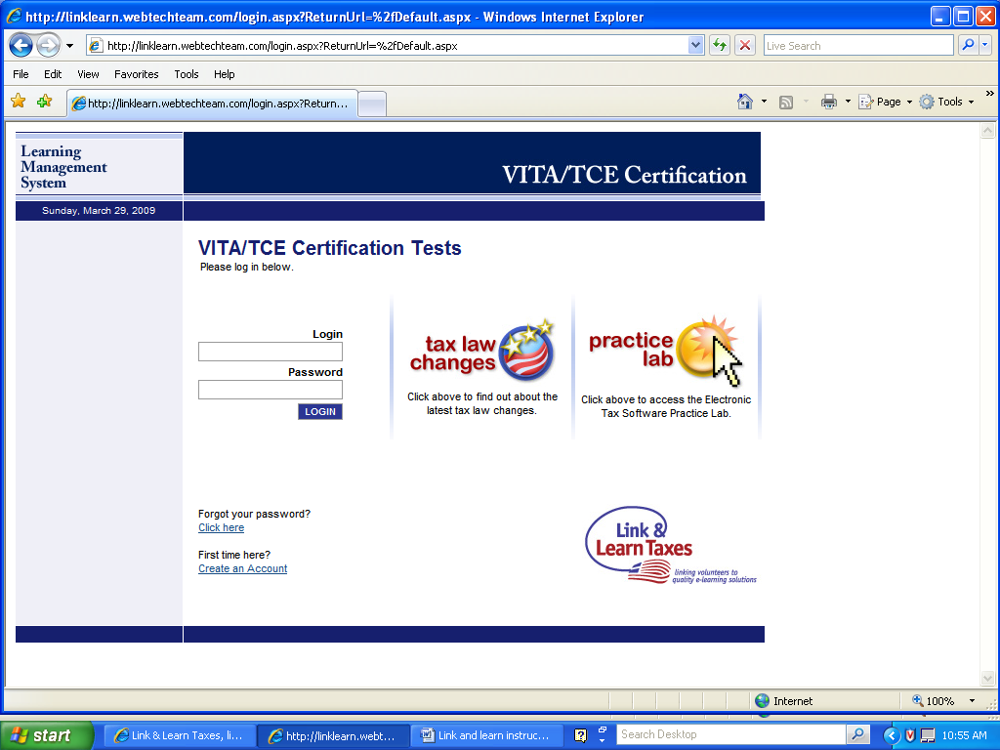 http://linklearn.webtechteam.com/login.aspx?ReturnUrl=%2fDefault.aspx - Windows Internet Explorer
http://linklearn.webtechteam.com/login.aspx?ReturnUrl=%2fDefault.aspx
Live Search
File Edit View Favorites Tools Help
http://linklearn.webtechteam.com/login.aspx?Return...
Page Tools
Learning
Management
System
VITA/TCE Certification
Sunday, March 29, 2009
VITA/TCE Certification Tests
Please log in below.
Login
Password
LOGIN
tax law
changes
Click above to find out about the
latest tax law changes.
practice
lab
Click above to access the Electronic
Tax Software Practice Lab.
Forgot your password?
Click here
First time here?
Create an Account
Link &
Learn Taxes
linking volunteers to
quality e-learning solutions
Internet
100%
start
Link & Learn Taxes, li...
http://linklearn.webt...
Link and learn instruc...
Search Desktop
10:55 AM